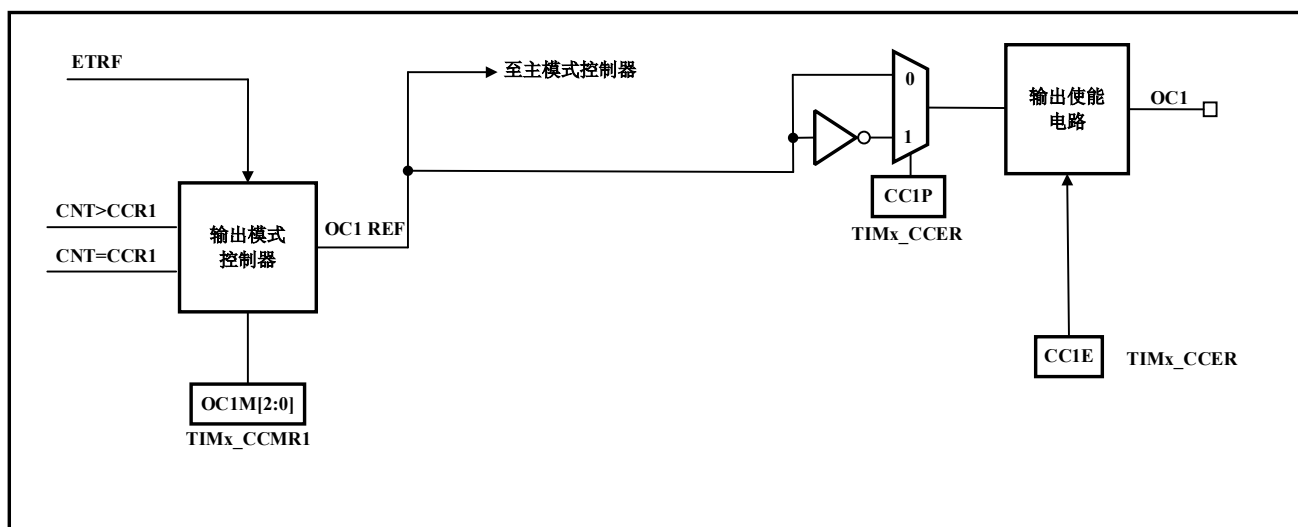 ETRF
至主模式控制器
0
1
输出使能
电路
OC1
CC1P
TIMx_CCER
CNT>CCR1
CNT=CCR1
输出模式
控制器
OC1 REF
CC1E
TIMx_CCER
OC1M[2:0]
TIMx_CCMR1